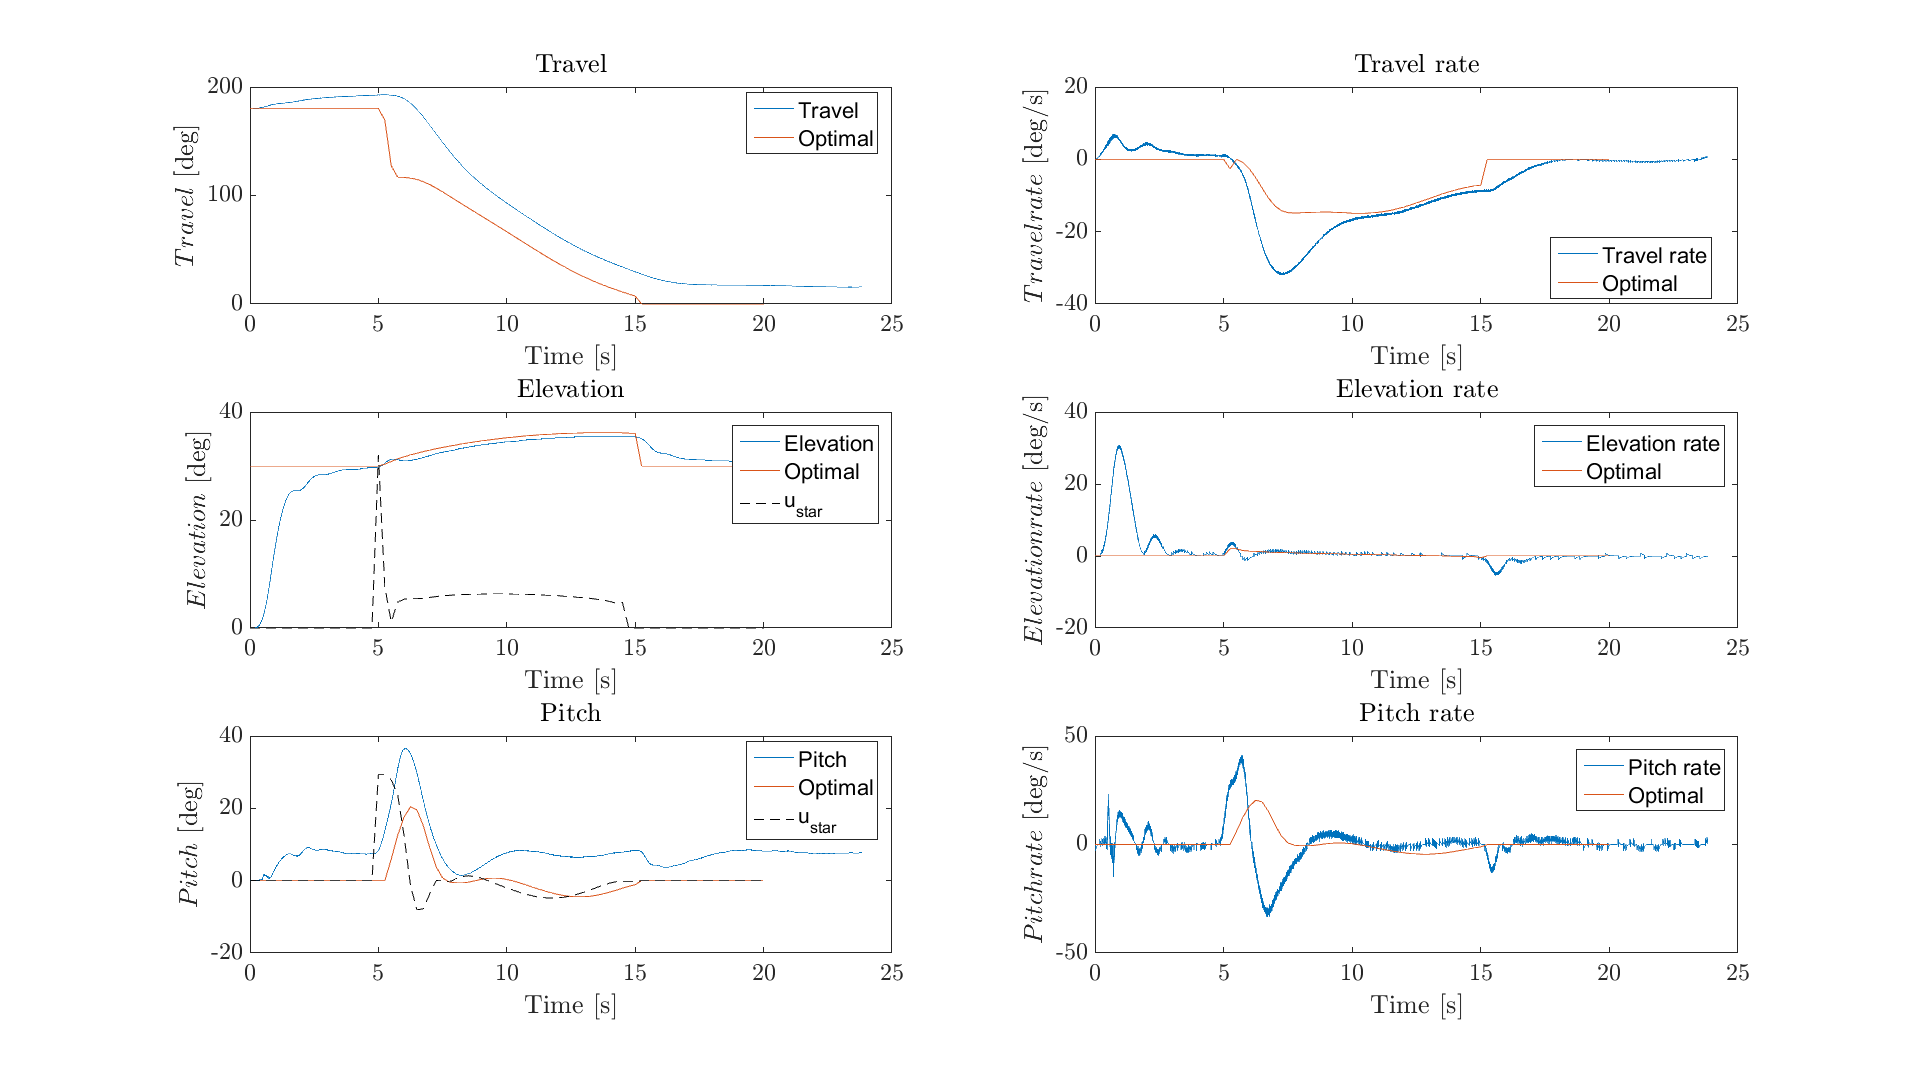 Travel
Travel rate
200
100
0
Travel [deg]
Travel
Optimal
0 5 10 15 20 25
Time [s]
20
0
-20
-40
Travelrate [deg/s]
Travel rate
Optimal
0 5 10 15 20 25
Time [s]
Elevation
Elevation rate
40
20
0
Elevation [deg]
Elevation
Optimal
u_star
0 5 10 15 20 25
Time [s]
40
20
0
-20
Elevationrate [deg/s]
Elevation rate
Optimal
0 5 10 15 20 25
Time [s]
Pitch
Pitch rate
40
20
0
-20
Pitch [deg]
Pitch
Optimal
u_star
0 5 10 15 20 25
Time [s]
50
0
-50
Pitchrate [deg/s]
Pitch rate
Optimal
0 5 10 15 20 25
Time [s]